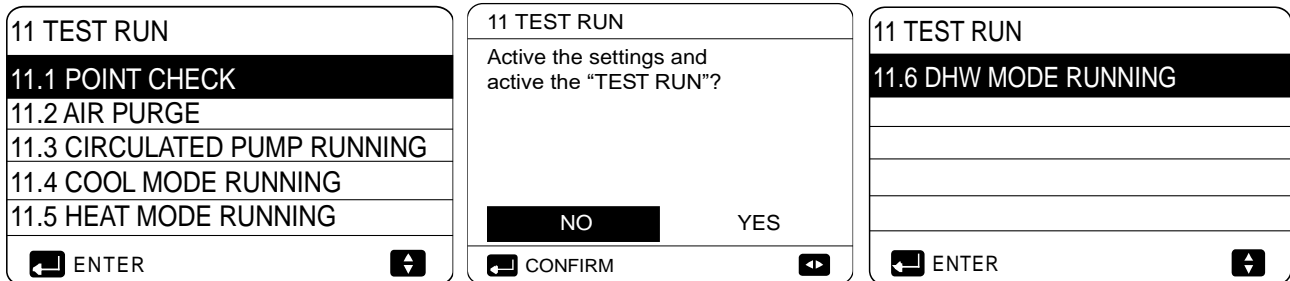 11 TEST RUN
11.1 POINT CHECK
11.2 AIR PURGE
11.3 CIRCULATED PUMP RUNNING
11.4 COOL MODE RUNNING
11.5 HEAT MODE RUNNING
ENTER
11 TEST RUN
Active the settings and
active the “TEST RUN”?
NO YES
CONFIRM
11 TEST RUN
11.6 DHW MODE RUNNING
ENTER